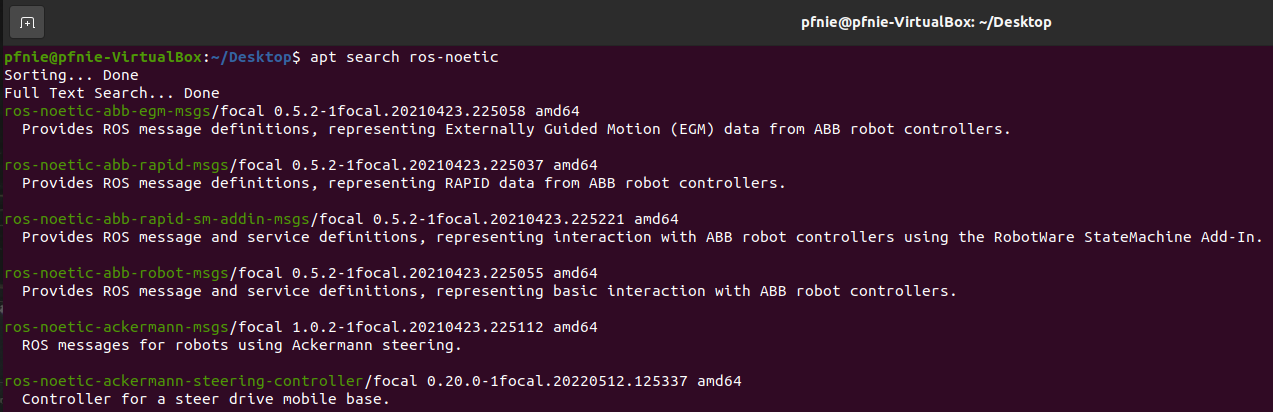 pfnie@pfnie-VirtualBox: ~/Desktop
pfnie@pfnie-VirtualBox:~/Desktop$ apt search ros-noetic
Sorting... Done
Full Text Search... Done
ros-noetic-abb-egm-msgs/focal 0.5.2-1focal.20210423.225058 amd64
  Provides ROS message definitions, representing Externally Guided Motion (EGM) data from ABB robot controllers.
ros-noetic-abb-rapid-msgs/focal 0.5.2-1focal.20210423.225037 amd64
  Provides ROS message definitions, representing RAPID data from ABB robot controllers.
ros-noetic-abb-rapid-sm-addin-msgs/focal 0.5.2-1focal.20210423.225221 amd64
  Provides ROS message and service definitions, representing interaction with ABB robot controllers using the RobotWare StateMachine Add-In.
ros-noetic-abb-robot-msgs/focal 0.5.2-1focal.20210423.225055 amd64
  Provides ROS message and service definitions, representing basic interaction with ABB robot controllers.
ros-noetic-ackermann-msgs/focal 1.0.2-1focal.20210423.225112 amd64
  ROS messages for robots using Ackermann steering.
ros-noetic-ackermann-steering-controller/focal 0.20.0-1focal.20220512.125337 amd64
  Controller for a steer drive mobile base.